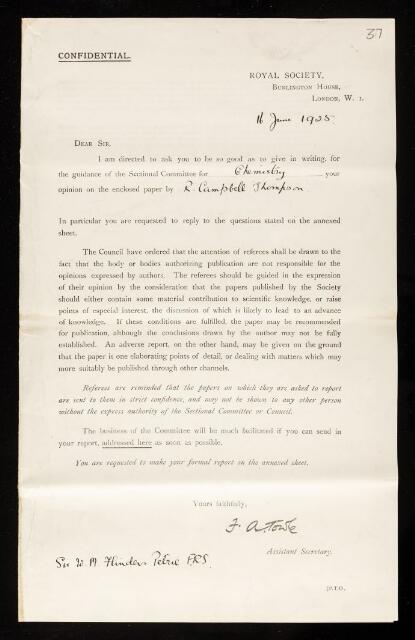 37
CONFIDENTIAL.
ROYAL SOCIETY,
BURLINGTON HOUSE,
LONDON, W. 1.
16 June 1925
DEAR SIR,
I am directed to ask you to be so good as to give in writing, for
the guidance of the Sectional Committee for Chemistry your
opinion on the enclosed paper by R. Campbell Thompson
In particular you are requested to reply to the questions stated on the annexed
sheet.
The Council have ordered that the attention of referees shall be drawn to the
fact that the body or bodies authorizing publication are not responsible for the
opinions expressed by authors. The referees should be guided in the expression
of their opinion by the consideration that the papers published by the Society
should either contain some material contribution to scientific knowledge, or raise
points of especial interest, the discussion of which is likely to lead to an advance
of knowledge. If these conditions are fulfilled, the paper may be recommended
for publication, although the conclusions drawn by the author may not be fully
established. An adverse report, on the other hand, may be given on the ground
that the paper is one elaborating points of detail, or dealing with matters which may
more suitably be published through other channels.
Referees are reminded that the papers on which they are asked to report
are sent to them in strict confidence, and may not be shown to any other person
without the express authority of the Sectional Committee or Council.
The business of the Committee will be much facilitated if you can send in
your report, addressed here as soon as possible.
You are requested to make your formal report on the annexed sheet.
Yours faithfully,
F. A. Towle
Assistant Secretary.
Sir W. M. Flinders Petrie F.R.S.
[P.T.O.